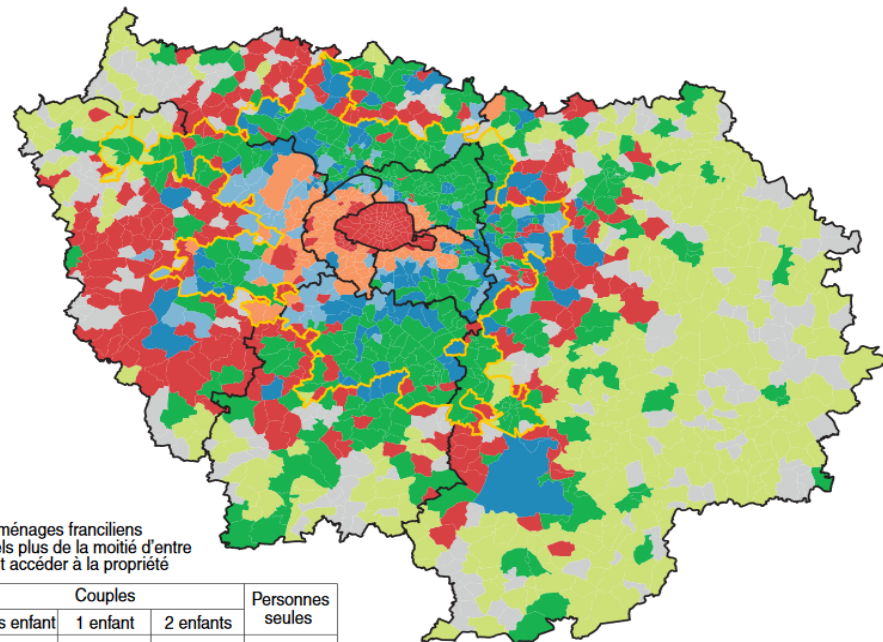 ménages franciliens
els plus de la moitié d'entre
t accéder à la propriété
Couples
Personnes
seules
s enfant
1 enfant
2 enfants